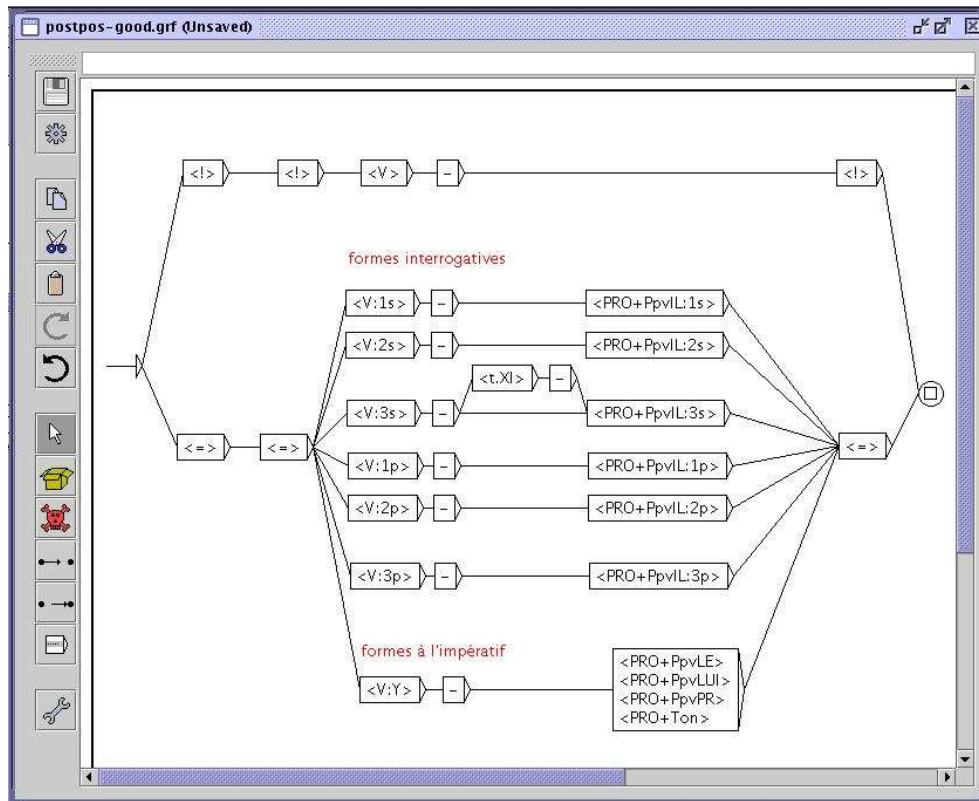 postpos-good.grf (Unsaved)
<!> <!> <V> - <!>
formes interrogatives
<V:1s> - <PRO+PpvIL:1s>
<V:2s> - <PRO+PpvIL:2s>
<t.XI> -
<V:3s> - <PRO+PpvIL:3s>
<=> <=> <=>
<V:1p> - <PRO+PpvIL:1p>
<V:2p> - <PRO+PpvIL:2p>
<V:3p> - <PRO+PpvIL:3p>
formes à l'impératif
<PRO+PpvLE>
<PRO+PpvLUI>
<V:Y> - <PRO+PpvPR>
<PRO+Ton>